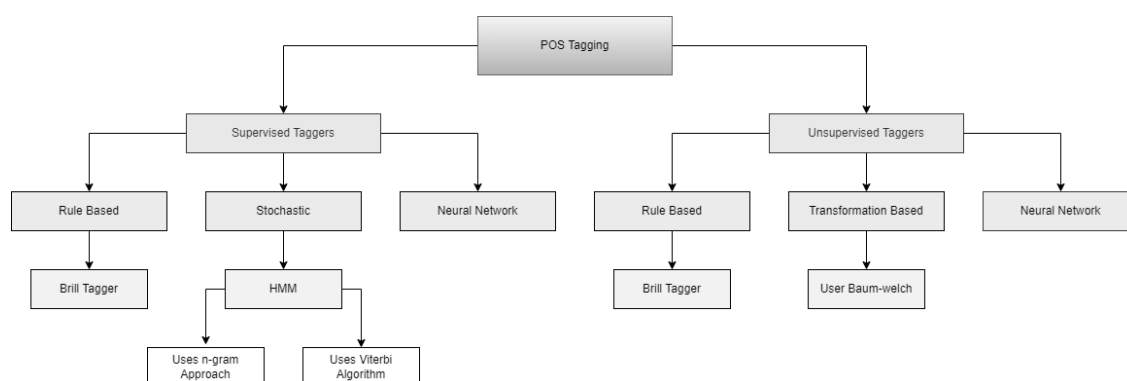 POS Tagging
Supervised Taggers
Unsupervised Taggers
Rule Based
Stochastic
Neural Network
Rule Based
Transformation Based
Neural Network
Brill Tagger
HMM
Brill Tagger
User Baum-welch
Uses n-gram
Approach
Uses Viterbi
Algorithm